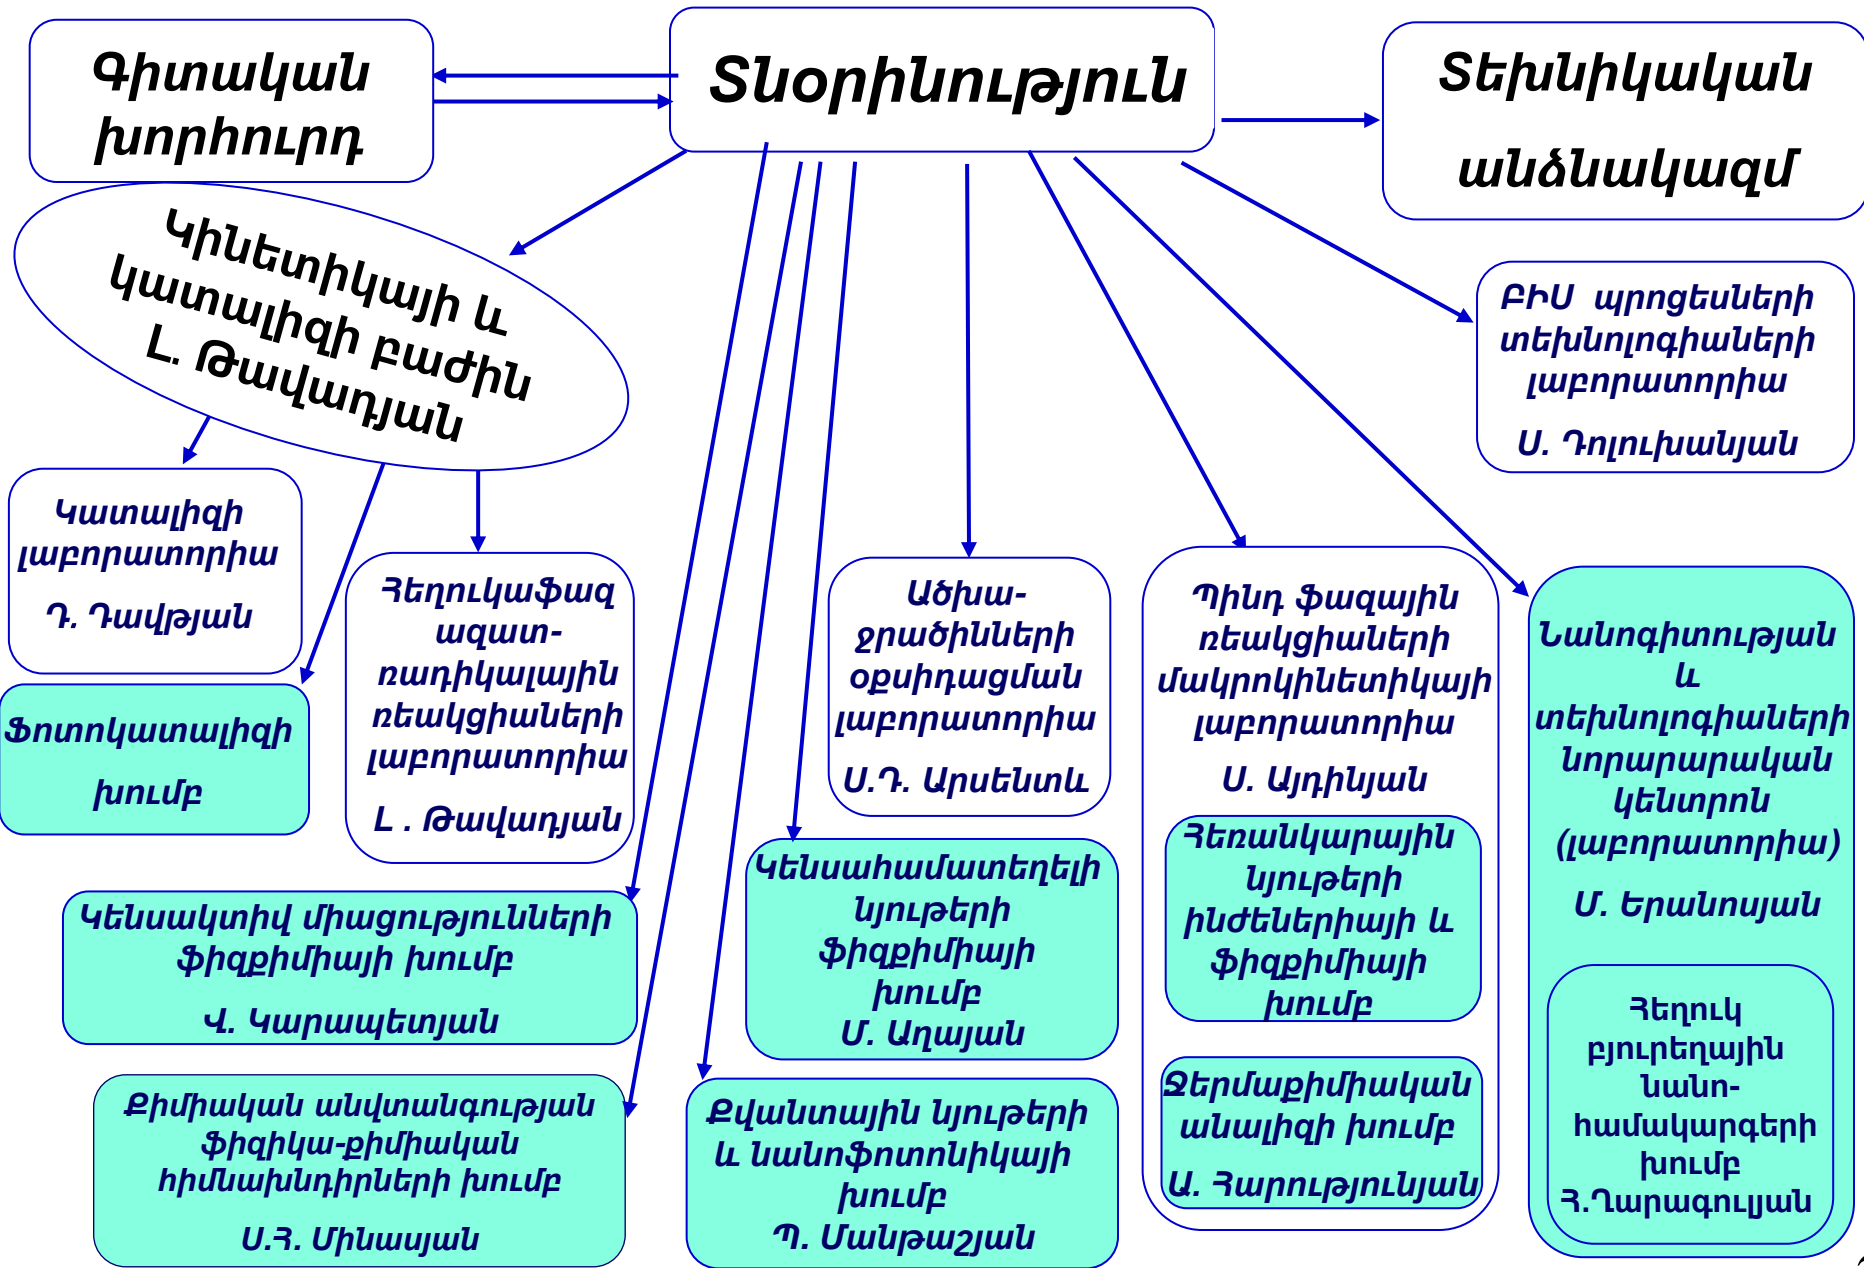 Գիտական
խորհուրդ
Տնօրինություն
Տեխնիկական
անձնակազմ
Կինետիկայի և
կատալիզի բաժին
Լ. Թավադյան
ԲԻՍ պրոցեսների
տեխնոլոգիաների
լաբորատորիա
Ս. Դոլուխանյան
Կատալիզի
լաբորատորիա
Դ. Դավթյան
Ֆոտոկատալիզի
խումբ
Հեղուկաֆազ
ազատ-
ռադիկալային
ռեակցիաների
լաբորատորիա
Լ . Թավադյան
Ածխա-
ջրածինների
օքսիդացման
լաբորատորիա
Ս.Դ. Արսենտև
Պինդ ֆազային
ռեակցիաների
մակրոկինետիկայի
լաբորատորիա
Ս. Այդինյան
Հեռանկարային
նյութերի
ինժեներիայի և
ֆիզքիմիայի
խումբ
Ջերմաքիմիական
անալիզի խումբ
Ա. Հարությունյան
Նանոգիտության
և
տեխնոլոգիաների
նորարարական
կենտրոն
(լաբորատորիա)
Մ. Երանոսյան
Հեղուկ
բյուրեղային
նանո-
համակարգերի
խումբ
Հ.Ղարագուլյան
Կենսակտիվ միացությունների
ֆիզքիմիայի խումբ
Վ. Կարապետյան
Կենսահամատեղելի
նյութերի
ֆիզքիմիայի
խումբ
Մ. Աղայան
Քիմիական անվտանգության
ֆիզիկա-քիմիական
հիմնախնդիրների խումբ
Ս.Հ. Մինասյան
Քվանտային նյութերի
և նանոֆոտոնիկայի
խումբ
Պ. Մանթաշյան